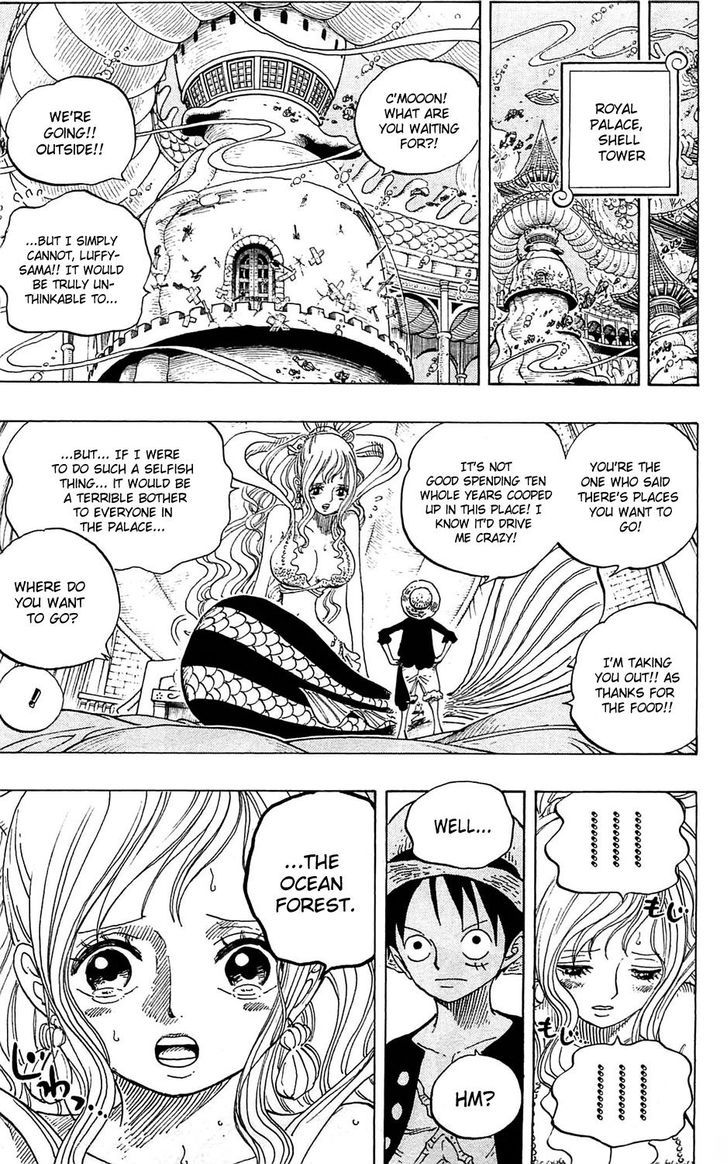 ROYAL
PALACE,
SHELL
TOWER
C'MOOON!
WHAT ARE
YOU WAITING
FOR?!
WE'RE
GOING!!
OUTSIDE!!
...BUT I SIMPLY
CANNOT, LUFFY-
SAMA!! IT WOULD
BE TRULY UN-
THINKABLE TO...
YOU'RE THE
ONE WHO SAID
THERE'S PLACES
YOU WANT TO
GO!
IT'S NOT
GOOD SPENDING TEN
WHOLE YEARS COOPED
UP IN THIS PLACE! I
KNOW IT'D DRIVE
ME CRAZY!
...BUT... IF I WERE
TO DO SUCH A SELFISH
THING... IT WOULD BE
A TERRIBLE BOTHER
TO EVERYONE IN
THE PALACE...
I'M TAKING
YOU OUT!! AS
THANKS FOR
THE FOOD!!
WHERE DO
YOU WANT
TO GO?
!
もじ
もじ
WELL...
HM?
...THE
OCEAN
FOREST.
じわっ...